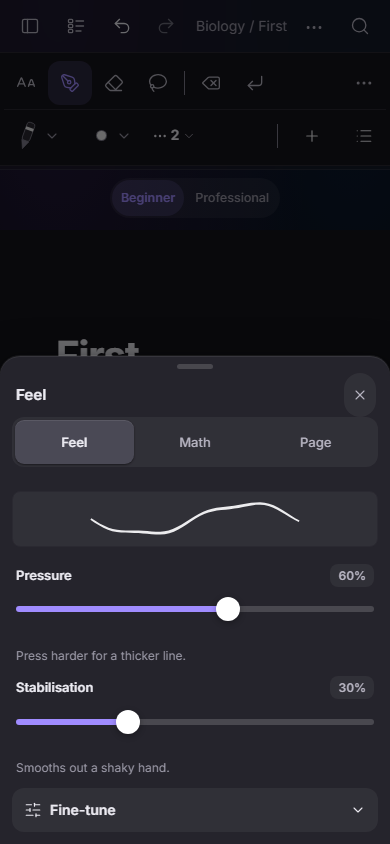 Biology / First
AA
2
Beginner Professional
First
Feel
Feel Math Page
Pressure 60%
Press harder for a thicker line.
Stabilisation 30%
Smooths out a shaky hand.
Fine-tune